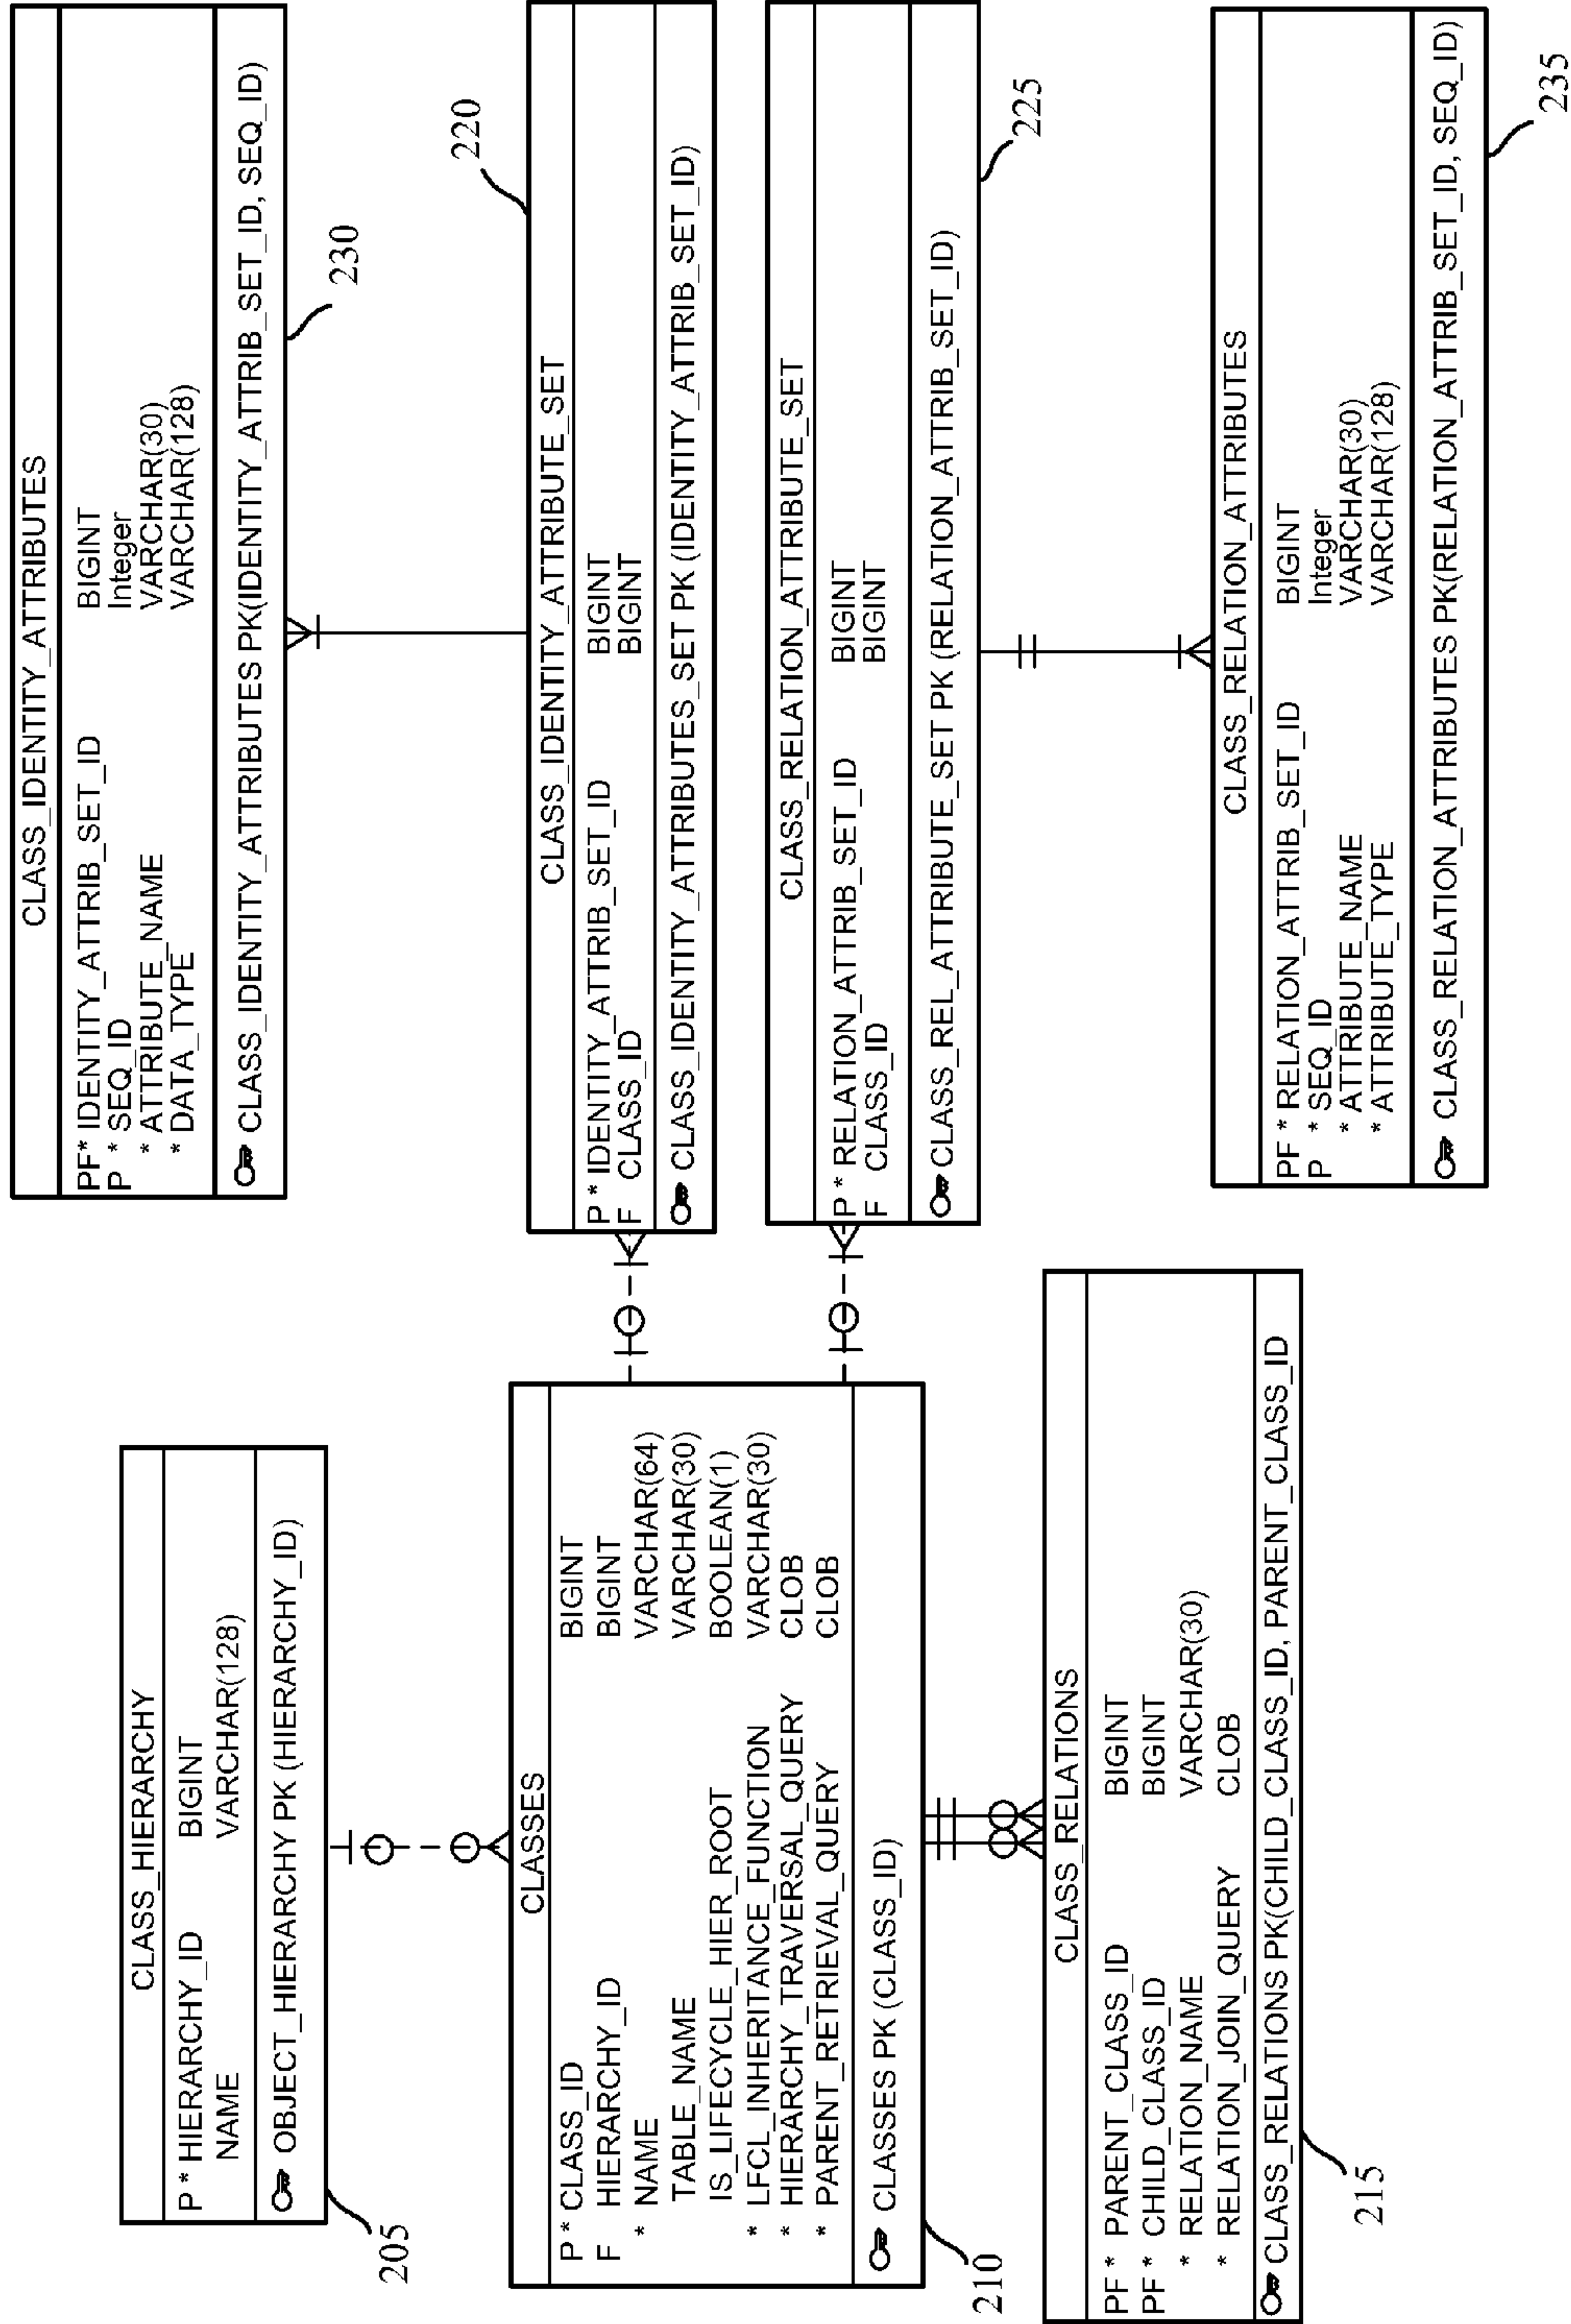 CLASS_HIERARCHY
P * HIERARCHY_ID BIGINT
NAME VARCHAR(128)
OBJECT_HIERARCHY PK (HIERARCHY_ID)
205
CLASSES
P * CLASS_ID BIGINT
F HIERARCHY_ID BIGINT
* NAME VARCHAR(64)
TABLE_NAME VARCHAR(30)
IS_LIFECYCLE_HIER_ROOT BOOLEAN(1)
* LFCL_INHERITANCE_FUNCTION VARCHAR(30)
* HIERARCHY_TRAVERSAL_QUERY CLOB
* PARENT_RETRIEVAL_QUERY CLOB
CLASSES PK (CLASS_ID)
210
CLASS_RELATIONS
PF * PARENT_CLASS_ID BIGINT
PF * CHILD_CLASS_ID BIGINT
* RELATION_NAME VARCHAR(30)
* RELATION_JOIN_QUERY CLOB
CLASS_RELATIONS PK(CHILD_CLASS_ID, PARENT_CLASS_ID
215
CLASS_IDENTITY_ATTRIBUTES
PF* IDENTITY_ATTRIB_SET_ID BIGINT
P * SEQ_ID Integer
* ATTRIBUTE_NAME VARCHAR(30)
* DATA_TYPE VARCHAR(128)
CLASS_IDENTITY_ATTRIBUTES PK(IDENTITY_ATTRIB_SET_ID, SEQ_ID)
230
CLASS_IDENTITY_ATTRIBUTE_SET
P * IDENTITY_ATTRIB_SET_ID BIGINT
F CLASS_ID BIGINT
CLASS_IDENTITY_ATTRIBUTES_SET PK (IDENTITY_ATTRIB_SET_ID)
220
CLASS_RELATION_ATTRIBUTE_SET
P * RELATION_ATTRIB_SET_ID BIGINT
F CLASS_ID BIGINT
CLASS_REL_ATTRIBUTE_SET PK (RELATION_ATTRIB_SET_ID)
225
CLASS_RELATION_ATTRIBUTES
PF * RELATION_ATTRIB_SET_ID BIGINT
P * SEQ_ID Integer
* ATTRIBUTE_NAME VARCHAR(30)
* ATTRIBUTE_TYPE VARCHAR(128)
CLASS_RELATION_ATTRIBUTES PK(RELATION_ATTRIB_SET_ID, SEQ_ID)
235